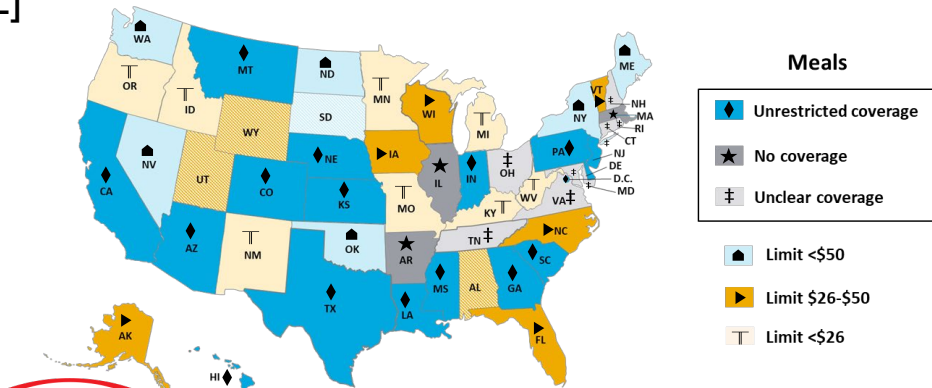 Meals
Unrestricted coverage
No coverage
Unclear coverage
Limit <$50
Limit $26-$50
Limit <$26
WA
OR
ID
MT
ND
SD
MN
WI
MI
WY
NV
UT
CA
CO
NE
KS
IA
IL
IN
OH
PA
NY
VT
ME
NH
MA
RI
CT
NJ
DE
D.C.
MD
WV
VA
KY
MO
AZ
NM
OK
AR
TN
NC
SC
GA
AL
MS
LA
TX
FL
AK
HI